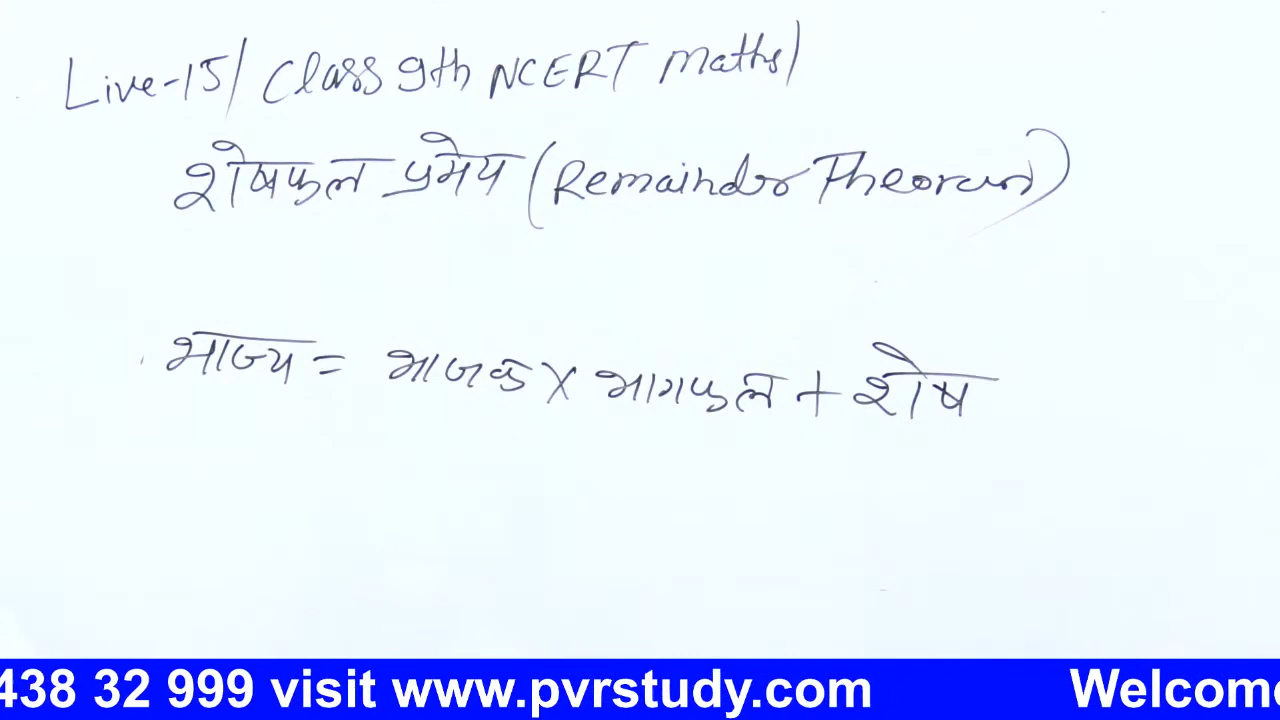 Live-15/ Class 9th NCERT Maths/
शेषफल प्रमेय (Remainder Theorem)
भाज्य = भाजक × भागफल + शेष
438 32 999 visit www.pvrstudy.com Welcome